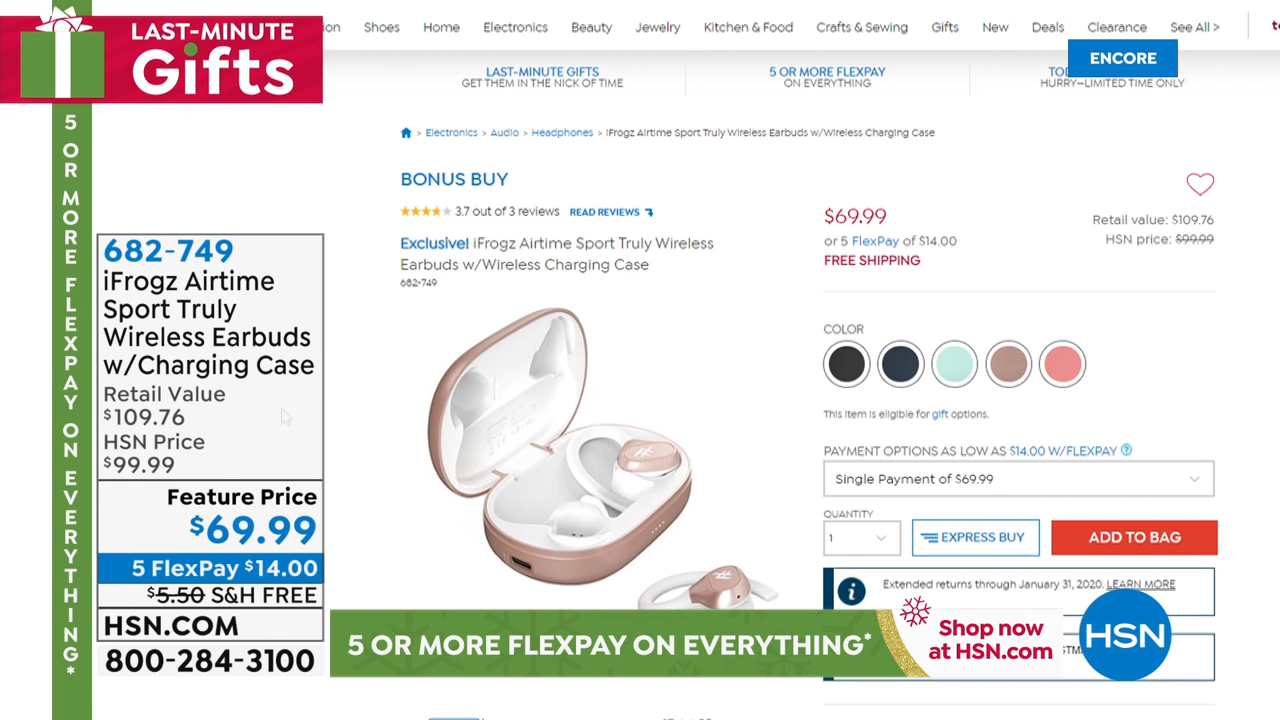 LAST-MINUTE
Gifts
5 OR MORE FLEXPAY ON EVERYTHING*
Shoes
Home
Electronics
Beauty
Jewelry
Kitchen & Food
Crafts & Sewing
Gifts
New
Deals
Clearance
See All >
ENCORE
LAST-MINUTE GIFTS
GET THEM IN THE NICK OF TIME
5 OR MORE FLEXPAY
ON EVERYTHING
HURRY—LIMITED TIME ONLY
> Electronics > Audio > Headphones > iFrogz Airtime Sport Truly Wireless Earbuds w/Wireless Charging Case
BONUS BUY
3.7 out of 3 reviews READ REVIEWS
Exclusive! iFrogz Airtime Sport Truly Wireless
Earbuds w/Wireless Charging Case
682-749
$69.99
or 5 FlexPay of $14.00
FREE SHIPPING
Retail value: $109.76
HSN price: $99.99
COLOR
This item is eligible for gift options.
PAYMENT OPTIONS AS LOW AS $14.00 W/FLEXPAY ?
Single Payment of $69.99
QUANTITY
1
EXPRESS BUY
ADD TO BAG
i
Extended returns through January 31, 2020. LEARN MORE
682-749
iFrogz Airtime
Sport Truly
Wireless Earbuds
w/Charging Case
Retail Value
$109.76
HSN Price
$99.99
Feature Price
$69.99
5 FlexPay $14.00
$5.50 S&H FREE
HSN.COM
800-284-3100
5 OR MORE FLEXPAY ON EVERYTHING*
Shop now
at HSN.com
HSN